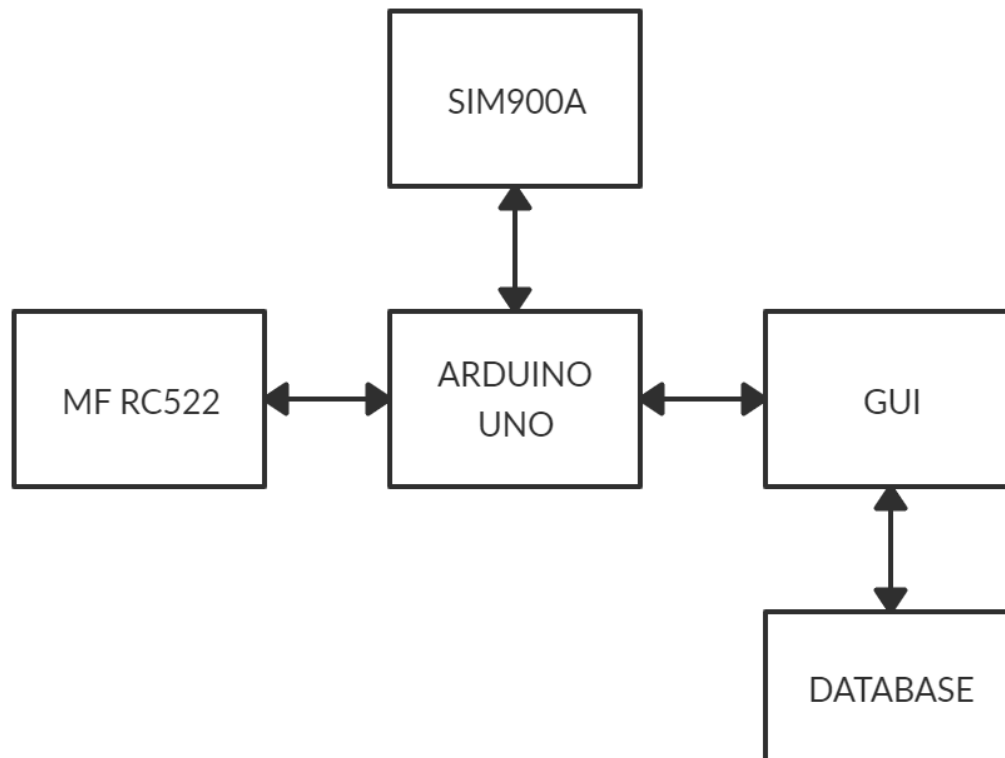 SIM900A
MF RC522
ARDUINO
UNO
GUI
DATABASE